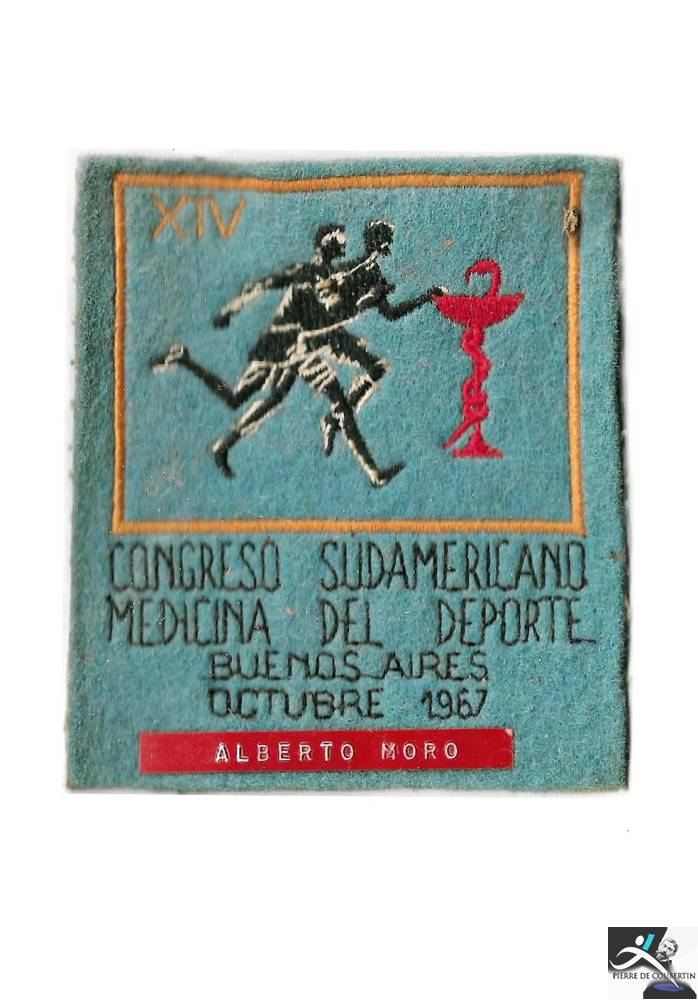 XIV
CONGRESO SUDAMERICANO
MEDICINA DEL DEPORTE
BUENOS AIRES
OCTUBRE 1967
ALBERTO MORO
PIERRE DE COUBERTIN